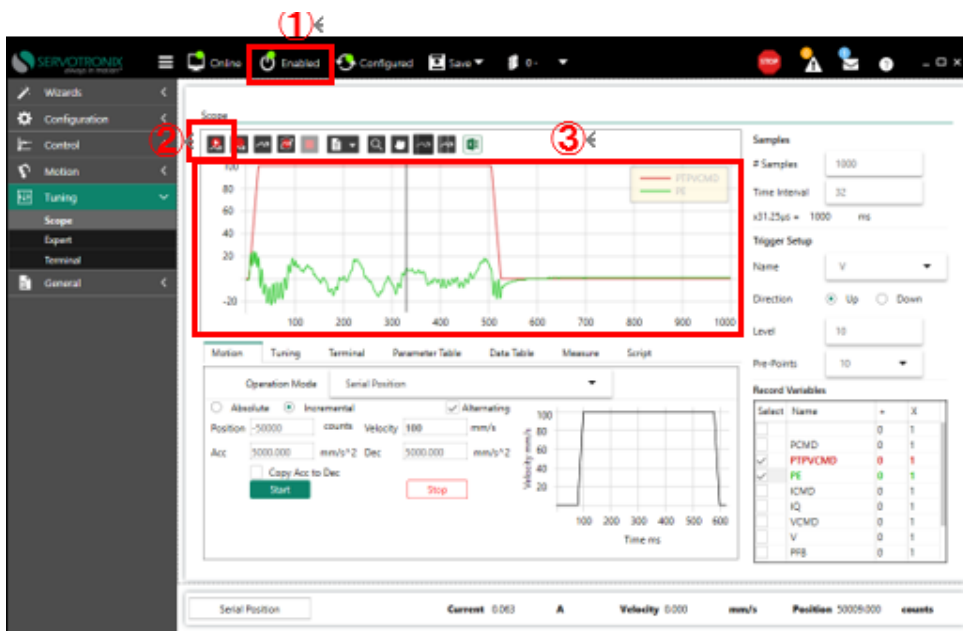 ①
SERVOTRONIX Online Enabled Configured Save 0- STOP
always in motion
Wizards
Configuration
Control
Motion
Tuning
Scope
Expert
Terminal
General
Scope
② ③
PTPVCMD
PE
100
80
60
40
20
-20
100 200 300 400 500 600 700 800 900 1000
Motion Tuning Terminal Parameter Table Data Table Measure Script
Operation Mode Serial Position
Absolute Incremental Alternating
Position -50000 counts Velocity 100 mm/s
Acc 5000.000 mm/s^2 Dec 5000.000 mm/s^2
Copy Acc to Dec
Start Stop
Velocity mm/s
100
80
60
40
20
100 200 300 400 500 600
Time ms
Samples
# Samples 1000
Time Interval 32
x31.25µs = 1000 ms
Trigger Setup
Name V
Direction Up Down
Level 10
Pre-Points 10
Record Variables
Select Name + X
0 1
PCMD 0 1
PTPVCMD 0 1
PE 0 1
ICMD 0 1
IQ 0 1
VCMD 0 1
V 0 1
PFB 0 1
Serial Position Current 0.063 A Velocity 0.000 mm/s Position 50009.000 counts